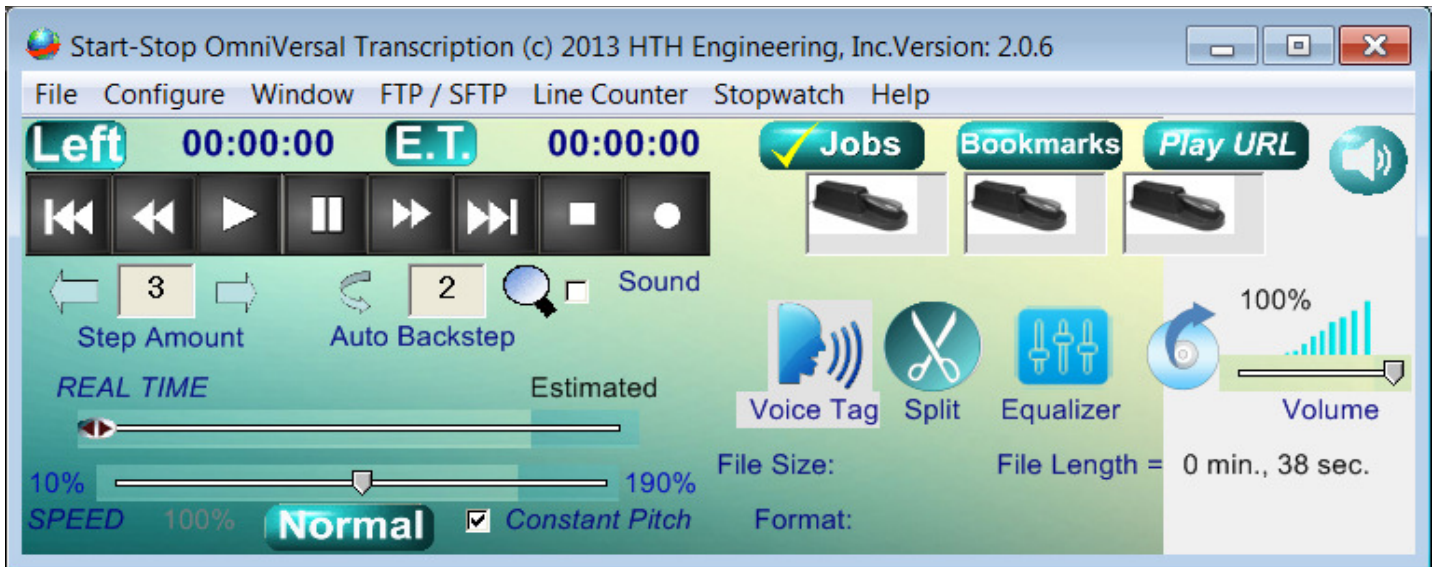 Start-Stop OmniVersal Transcription (c) 2013 HTH Engineering, Inc.Version: 2.0.6
File Configure Window FTP / SFTP Line Counter Stopwatch Help
Left 00:00:00 E.T. 00:00:00 Jobs Bookmarks Play URL
3 2 Sound
Step Amount Auto Backstep
100%
REAL TIME Estimated
Voice Tag Split Equalizer Volume
10% 190%
File Size: File Length = 0 min., 38 sec.
SPEED 100% Normal Constant Pitch Format: